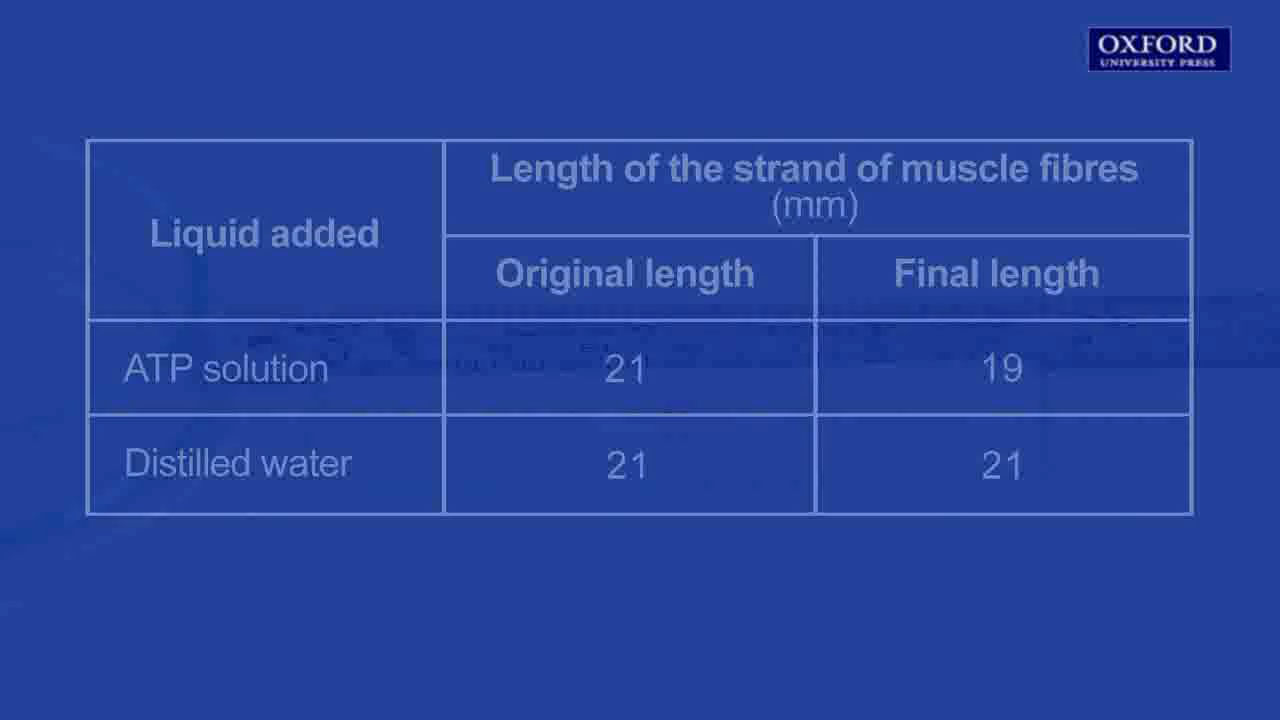 OXFORD
UNIVERSITY PRESS
Length of the strand of muscle fibres
(mm)
Liquid added
Original length
Final length
ATP solution
21
19
Distilled water
21
21